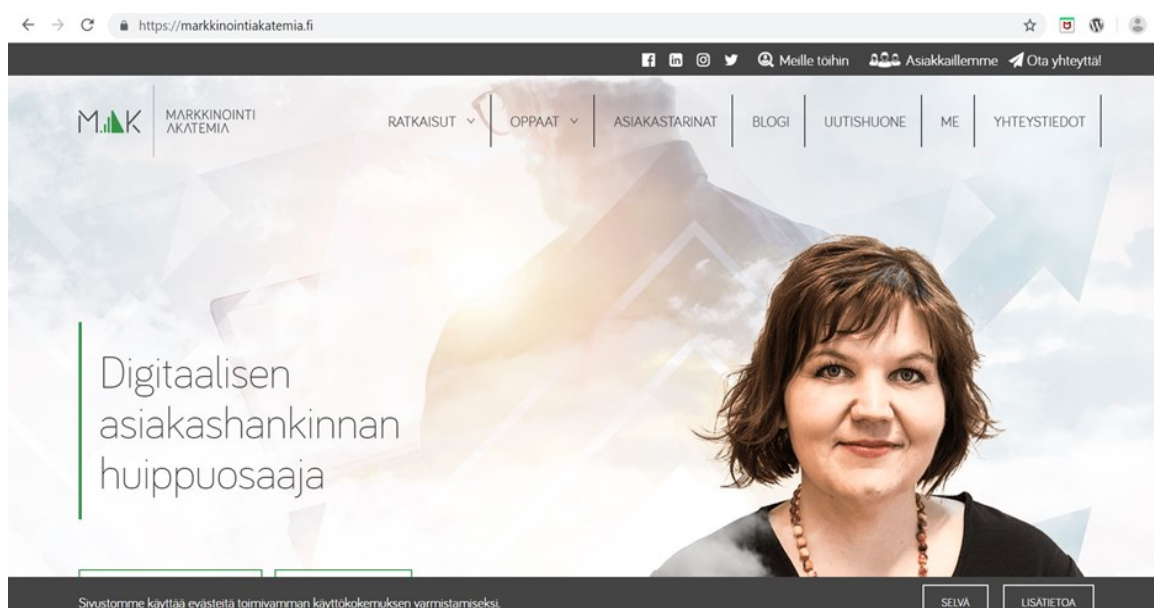 https://markkinointiakatemia.fi
Meille töihin Asiakkaillemme Ota yhteyttä!
M.AK MARKKINOINTI AKATEMIA
RATKAISUT OPPAAT ASIAKASTARINAT BLOGI UUTISHUONE ME YHTEYSTIEDOT
Digitaalisen
asiakashankinnan
huippuosaaja
Sivustomme käyttää evästeitä toimivamman käyttökokemuksen varmistamiseksi.
SELVÄ LISÄTIETOA